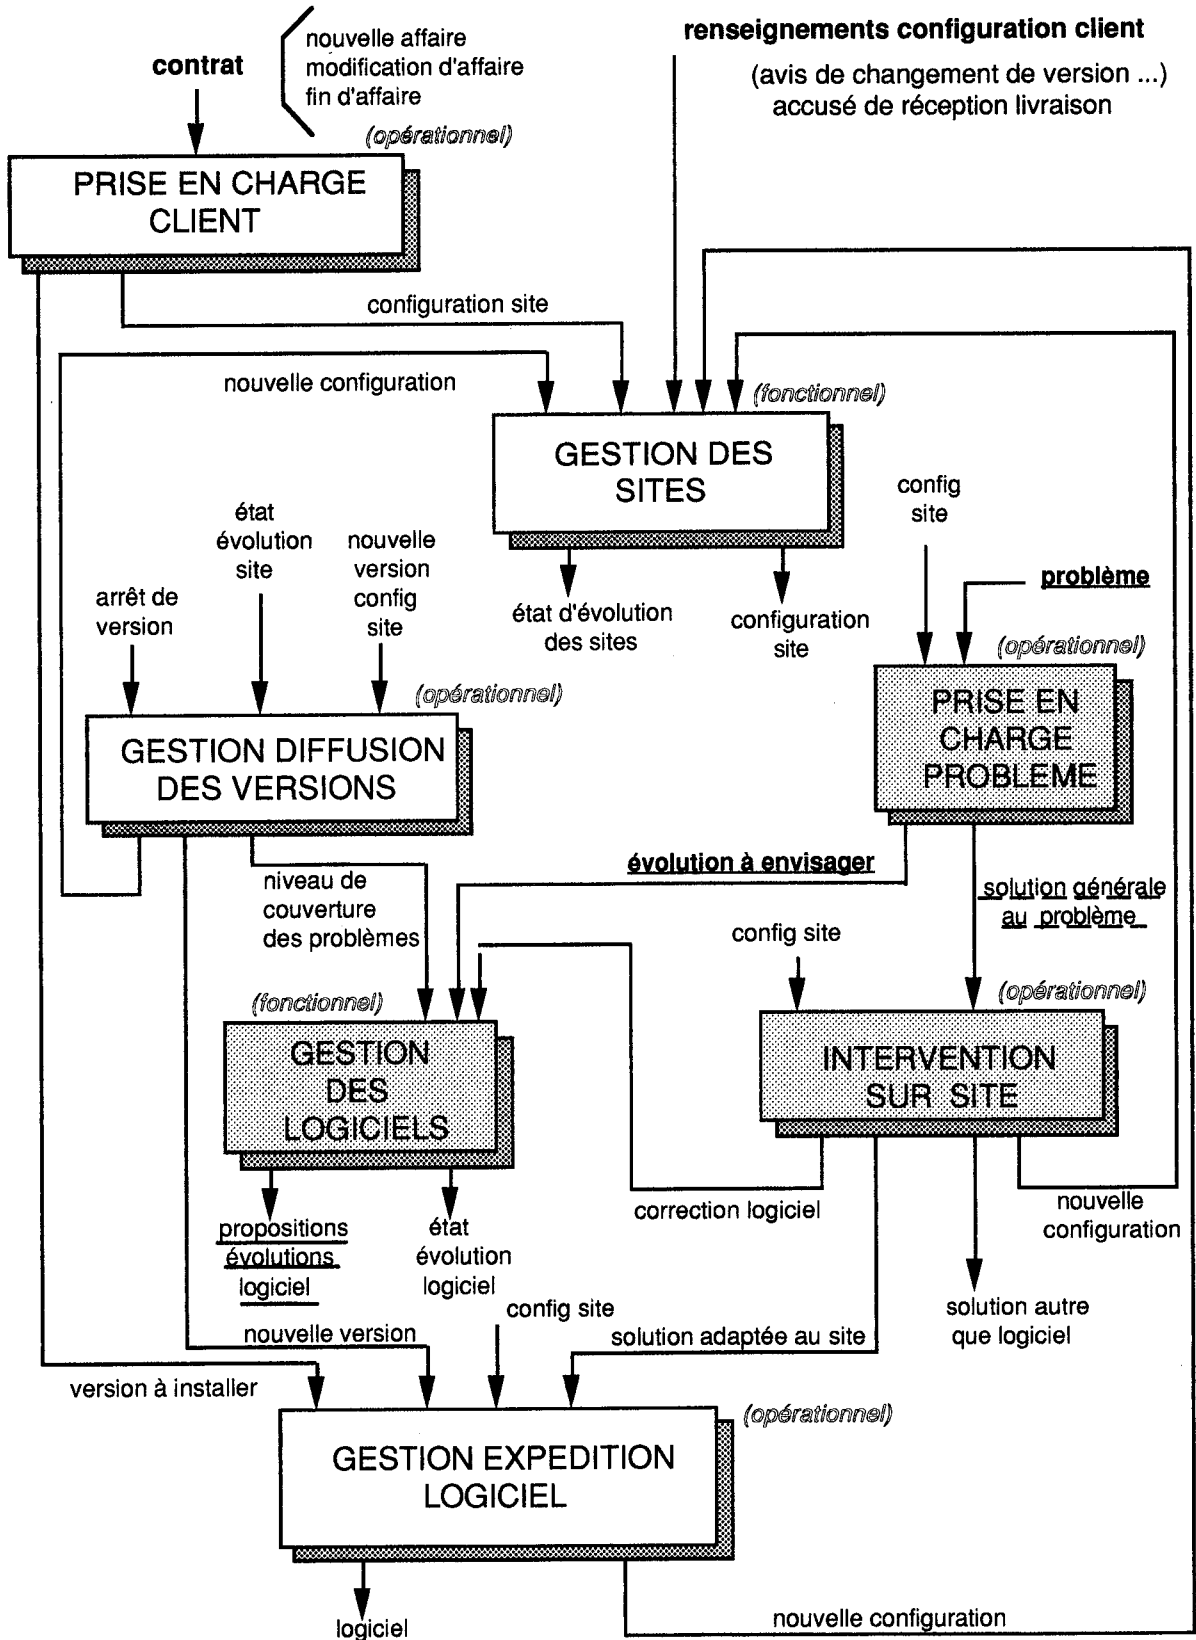 contrat
nouvelle affaire
modification d'affaire
fin d'affaire
renseignements configuration client
(avis de changement de version ...)
accusé de réception livraison
(opérationnel)
PRISE EN CHARGE
CLIENT
configuration site
nouvelle configuration
(fonctionnel)
GESTION DES
SITES
config
site
état
évolution
site
nouvelle
version
config
site
arrêt de
version
problème
état d'évolution
des sites
configuration
site
(opérationnel)
PRISE EN
CHARGE
PROBLEME
(opérationnel)
GESTION DIFFUSION
DES VERSIONS
évolution à envisager
niveau de
couverture
des problèmes
solution générale
au problème
config site
(fonctionnel)
GESTION
DES
LOGICIELS
(opérationnel)
INTERVENTION
SUR SITE
correction logiciel
nouvelle
configuration
propositions
évolutions
logiciel
état
évolution
logiciel
config site
solution autre
que logiciel
nouvelle version
solution adaptée au site
version à installer
(opérationnel)
GESTION EXPEDITION
LOGICIEL
logiciel
nouvelle configuration